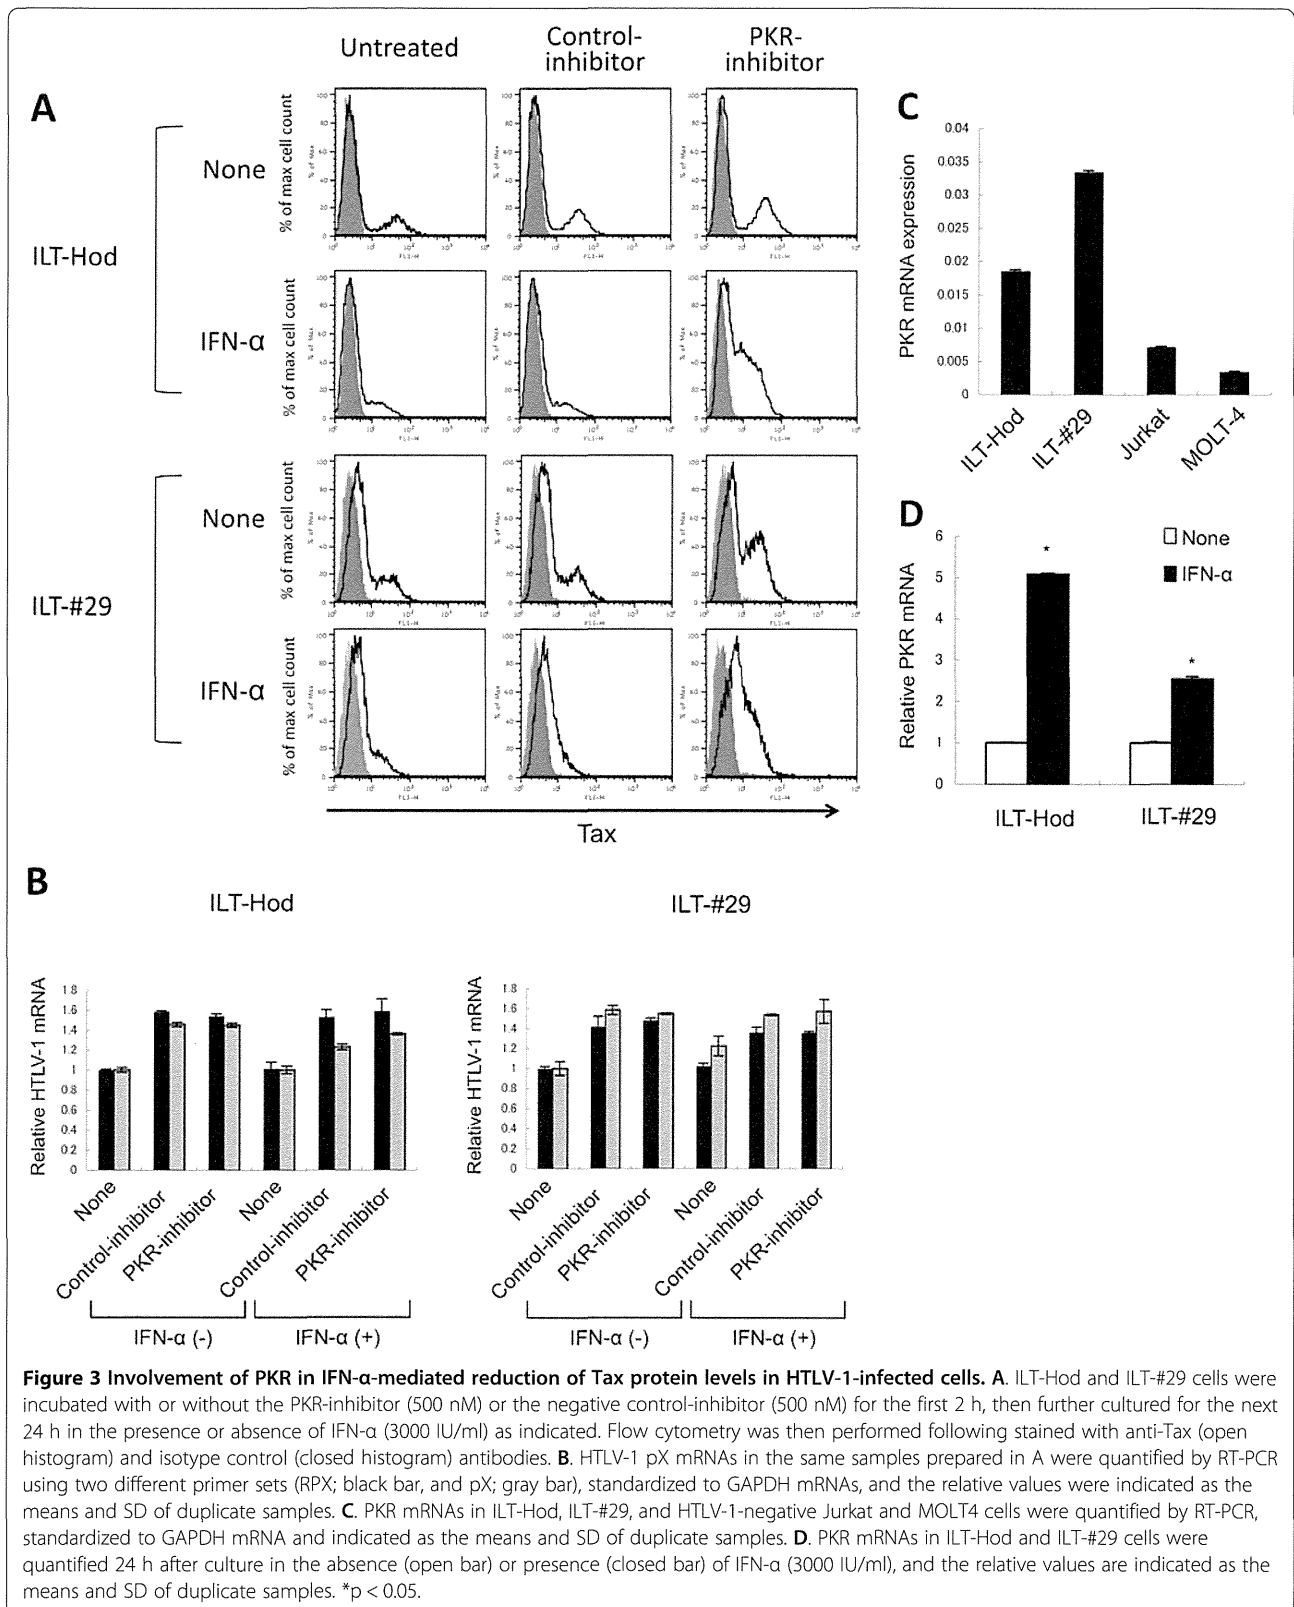 Untreated
Control-
inhibitor
PKR-
inhibitor
A
ILT-Hod
None
IFN-α
ILT-#29
None
IFN-α
% of max cell count
% of max cell count
% of max cell count
% of max cell count
Tax
C
PKR mRNA expression
0.04
0.035
0.03
0.025
0.02
0.015
0.01
0.005
0
ILT-Hod
ILT-#29
Jurkat
MOLT-4
D
None
IFN-α
Relative PKR mRNA
6
5
4
3
2
1
0
*
*
ILT-Hod
ILT-#29
B
ILT-Hod
Relative HTLV-1 mRNA
1.8
1.6
1.4
1.2
1
0.8
0.6
0.4
0.2
0
None
Control-inhibitor
PKR-inhibitor
None
Control-inhibitor
PKR-inhibitor
IFN-α (-)
IFN-α (+)
ILT-#29
Relative HTLV-1 mRNA
1.8
1.6
1.4
1.2
1
0.8
0.6
0.4
0.2
0
None
Control-inhibitor
PKR-inhibitor
None
Control-inhibitor
PKR-inhibitor
IFN-α (-)
IFN-α (+)
Figure 3 Involvement of PKR in IFN-α-mediated reduction of Tax protein levels in HTLV-1-infected cells. A. ILT-Hod and ILT-#29 cells were
incubated with or without the PKR-inhibitor (500 nM) or the negative control-inhibitor (500 nM) for the first 2 h, then further cultured for the next
24 h in the presence or absence of IFN-α (3000 IU/ml) as indicated. Flow cytometry was then performed following stained with anti-Tax (open
histogram) and isotype control (closed histogram) antibodies. B. HTLV-1 pX mRNAs in the same samples prepared in A were quantified by RT-PCR
using two different primer sets (RPX; black bar, and pX; gray bar), standardized to GAPDH mRNAs, and the relative values were indicated as the
means and SD of duplicate samples. C. PKR mRNAs in ILT-Hod, ILT-#29, and HTLV-1-negative Jurkat and MOLT4 cells were quantified by RT-PCR,
standardized to GAPDH mRNA and indicated as the means and SD of duplicate samples. D. PKR mRNAs in ILT-Hod and ILT-#29 cells were
quantified 24 h after culture in the absence (open bar) or presence (closed bar) of IFN-α (3000 IU/ml), and the relative values are indicated as the
means and SD of duplicate samples. *p < 0.05.